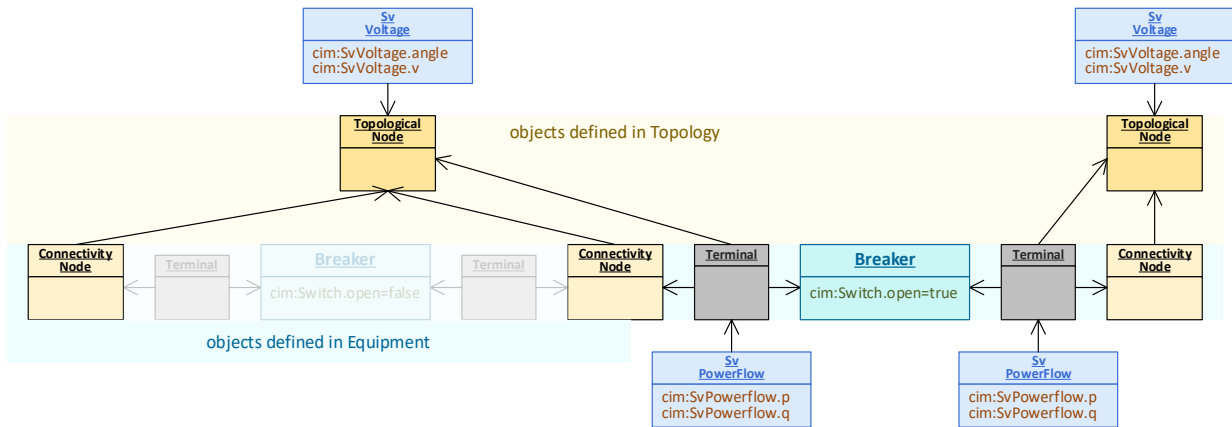 Sv
Voltage
cim:SvVoltage.angle
cim:SvVoltage.v
Sv
Voltage
cim:SvVoltage.angle
cim:SvVoltage.v
Topological
Node
objects defined in Topology
Topological
Node
Connectivity
Node
Terminal
Breaker
cim:Switch.open=false
Terminal
Connectivity
Node
Terminal
Breaker
cim:Switch.open=true
Terminal
Connectivity
Node
objects defined in Equipment
Sv
PowerFlow
cim:SvPowerflow.p
cim:SvPowerflow.q
Sv
PowerFlow
cim:SvPowerflow.p
cim:SvPowerflow.q